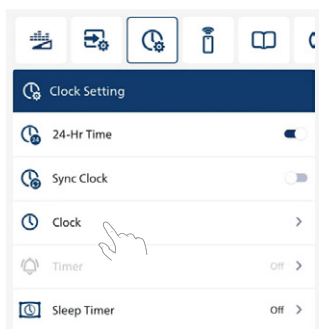 Clock Setting
24-Hr Time
Sync Clock
Clock
Timer Off
Sleep Timer Off